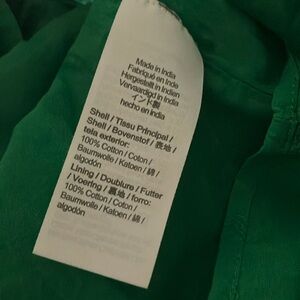 Made in India
Fabriqué en Inde
Hergestellt in Indien
Vervaardigd in India
インド製
hecho en india
Shell / Tissu Principal /
Shell / Bovenstof / 表地 /
tela exterior:
100% Cotton / Coton /
Baumwolle / Katoen / 綿 /
algodón
Lining / Doublure / Futter
/ Voering / 裏地 / forro:
100% Cotton / Coton /
Baumwolle / Katoen / 綿 /
algodón